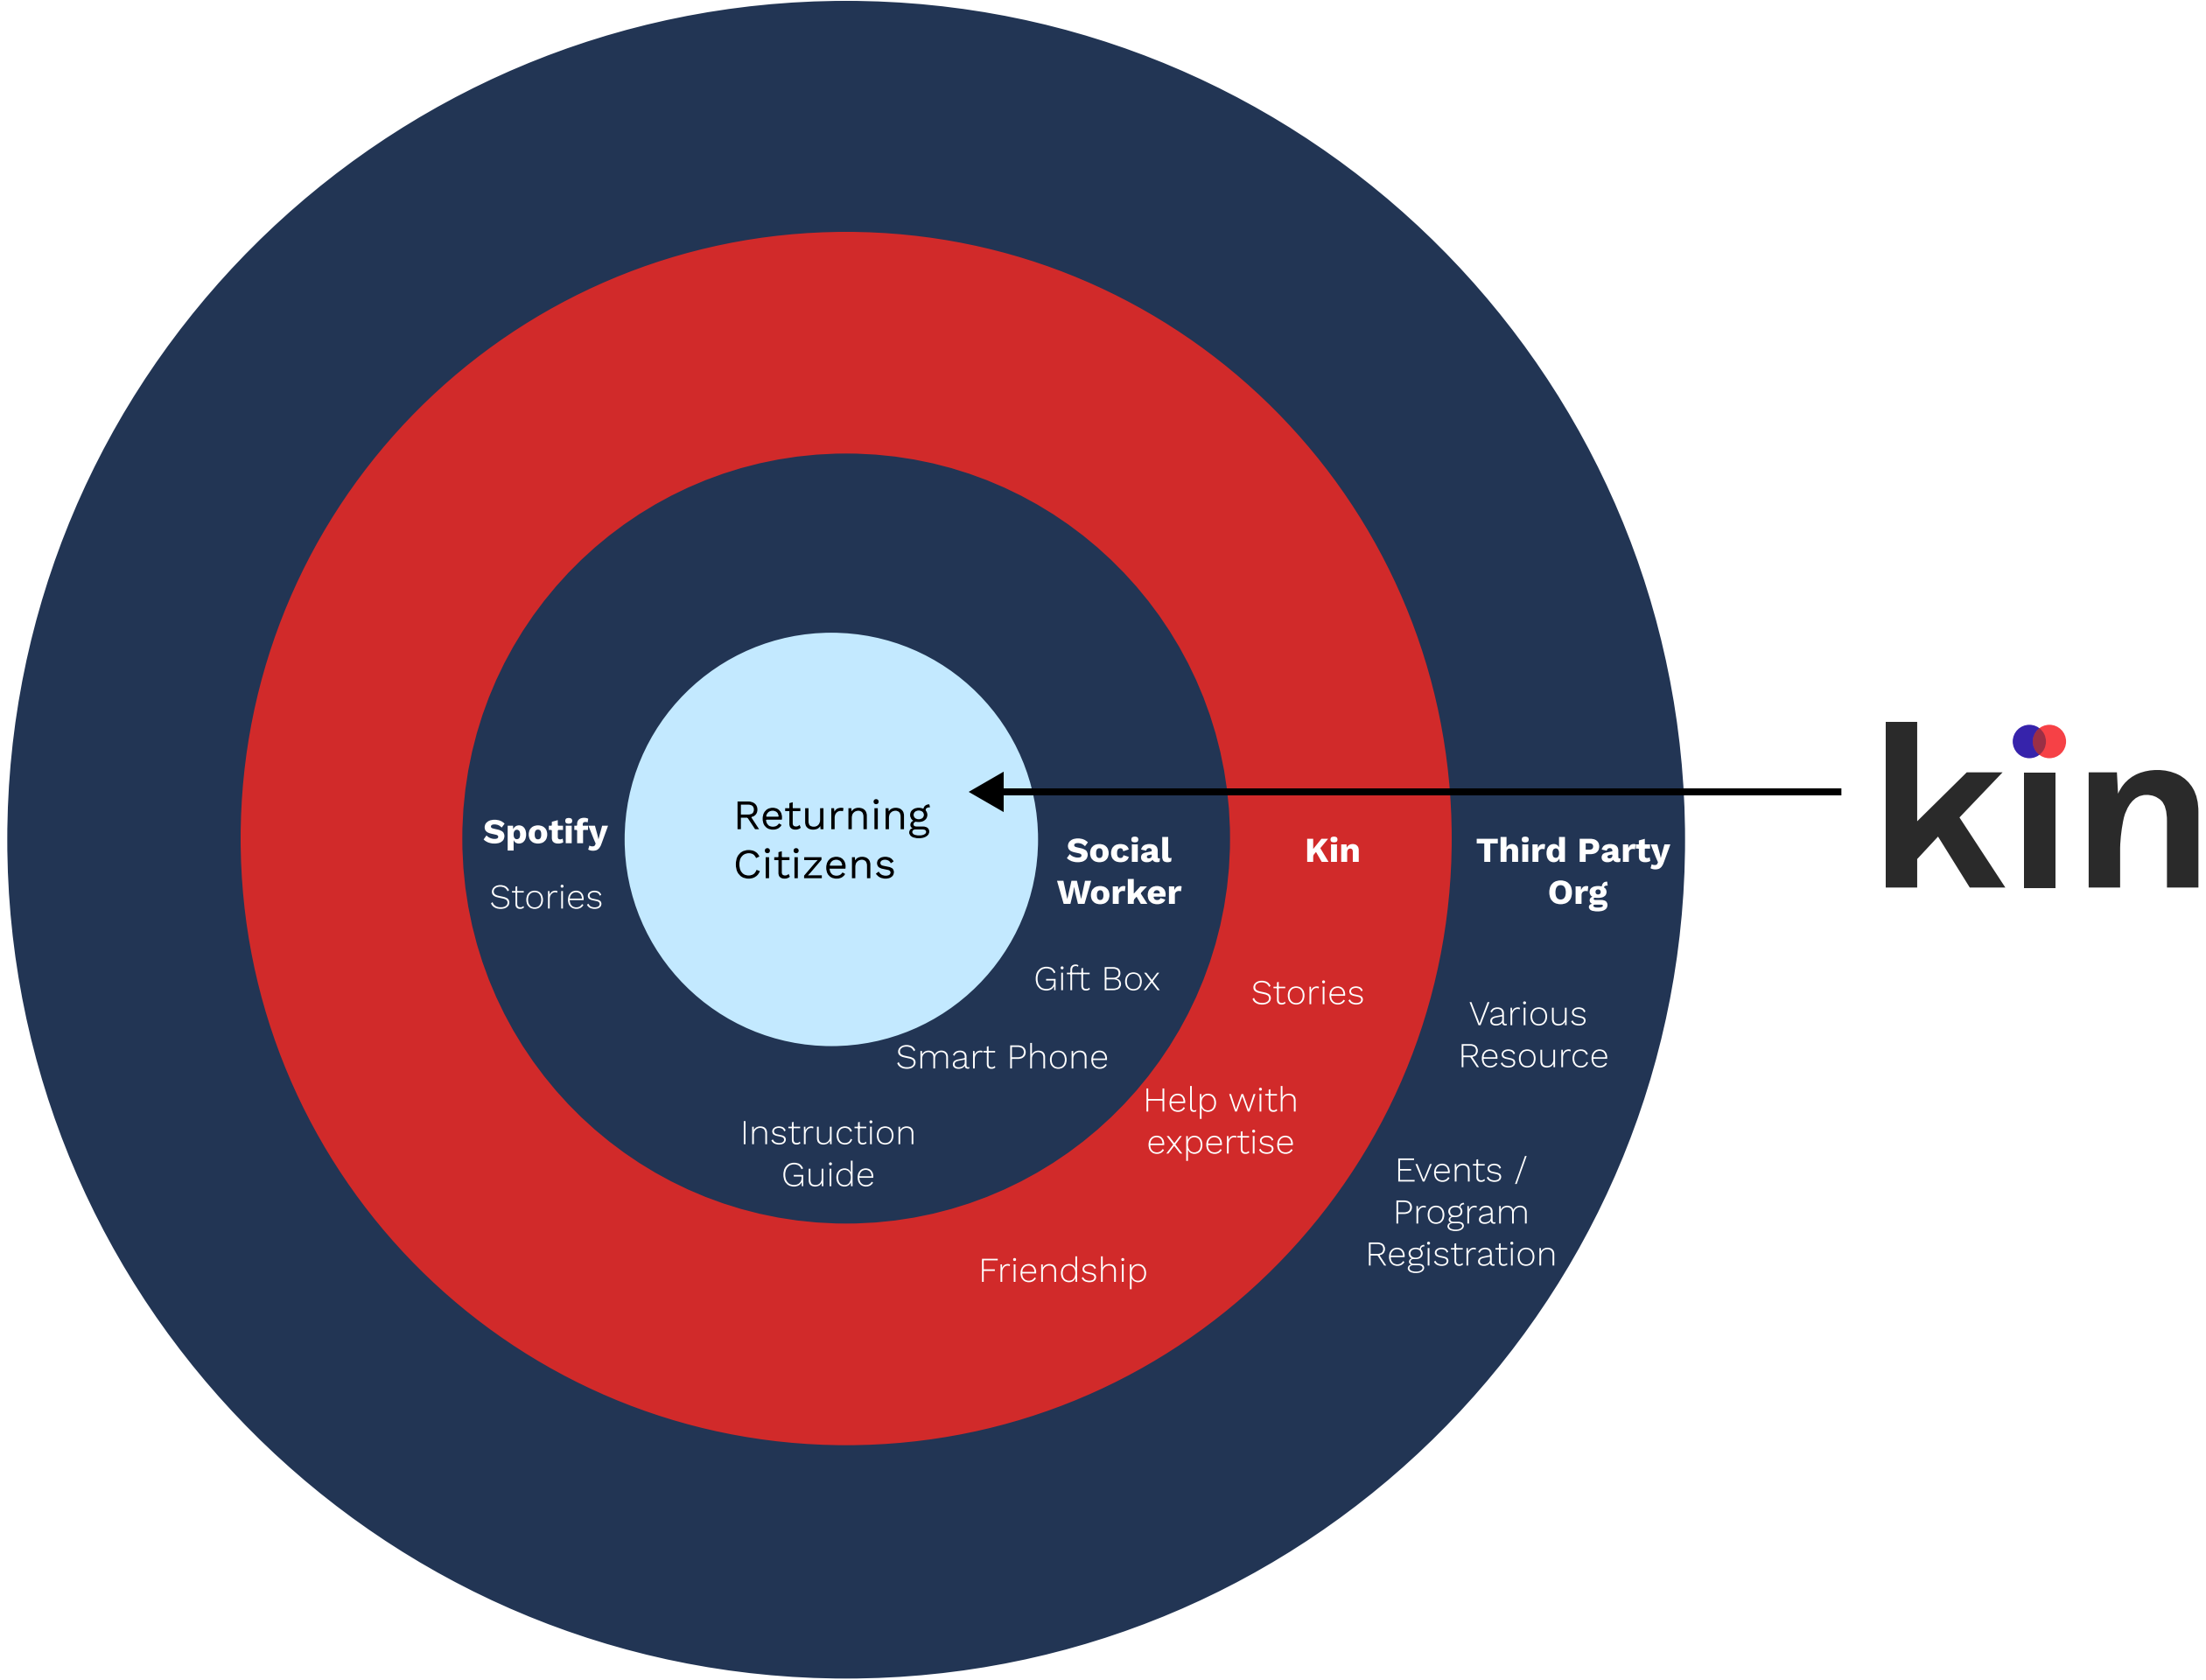 Returning
Citizens
Spotify
Stories
Social
Worker
Gift Box
Smart Phone
Instruction
Guide
Kin
Stories
Help with
expertise
Friendship
Third Party
Org
Various
Resources
Events /
Program
Registration
kin